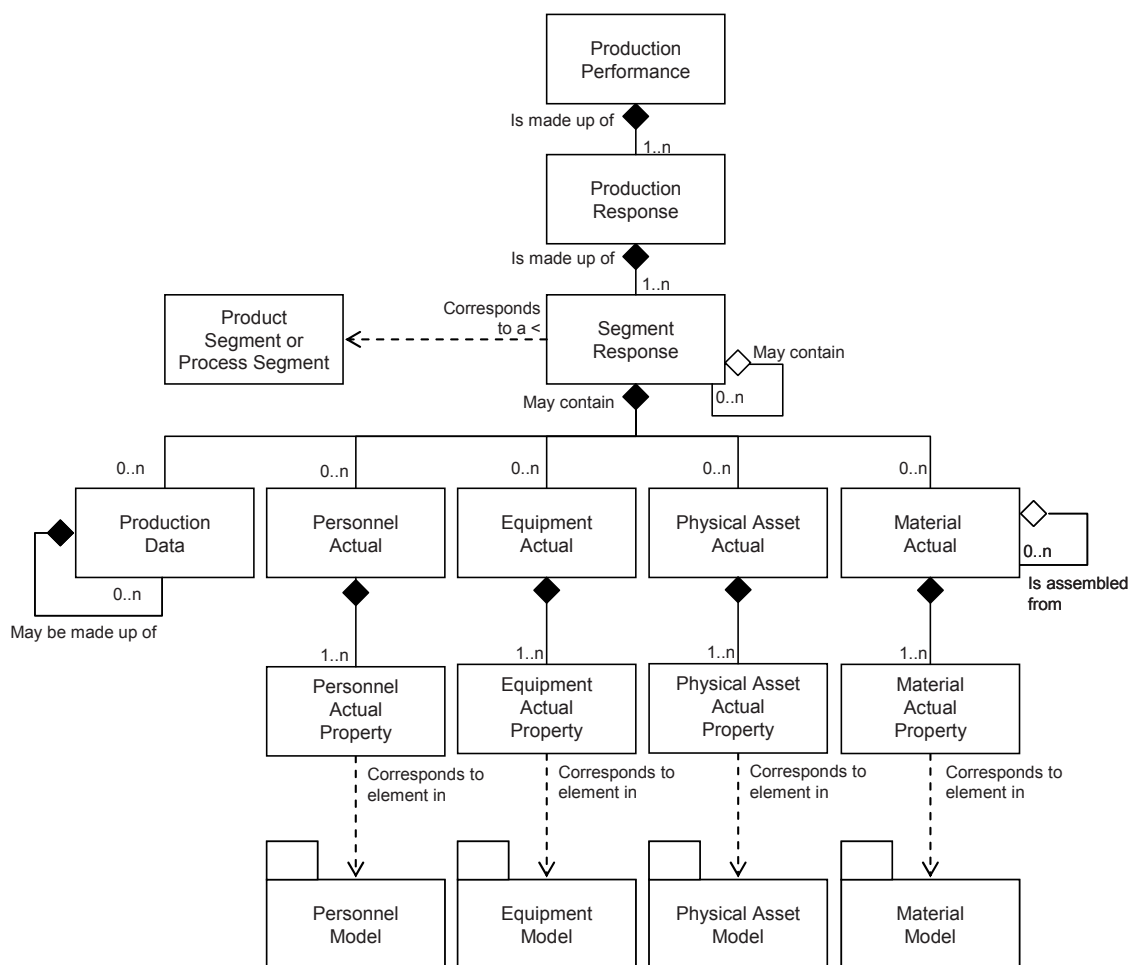 Production
Performance
Is made up of
1..n
Production
Response
Is made up of
1..n
Product
Segment or
Process Segment
Corresponds
to a <
Segment
Response
May contain
0..n
May contain
0..n
0..n
0..n
0..n
0..n
Production
Data
Personnel
Actual
Equipment
Actual
Physical Asset
Actual
Material
Actual
0..n
May be made up of
0..n
Is assembled
from
1..n
1..n
1..n
1..n
Personnel
Actual
Property
Equipment
Actual
Property
Physical Asset
Actual
Property
Material
Actual
Property
Corresponds to
element in
Corresponds to
element in
Corresponds to
element in
Corresponds to
element in
Personnel
Model
Equipment
Model
Physical Asset
Model
Material
Model